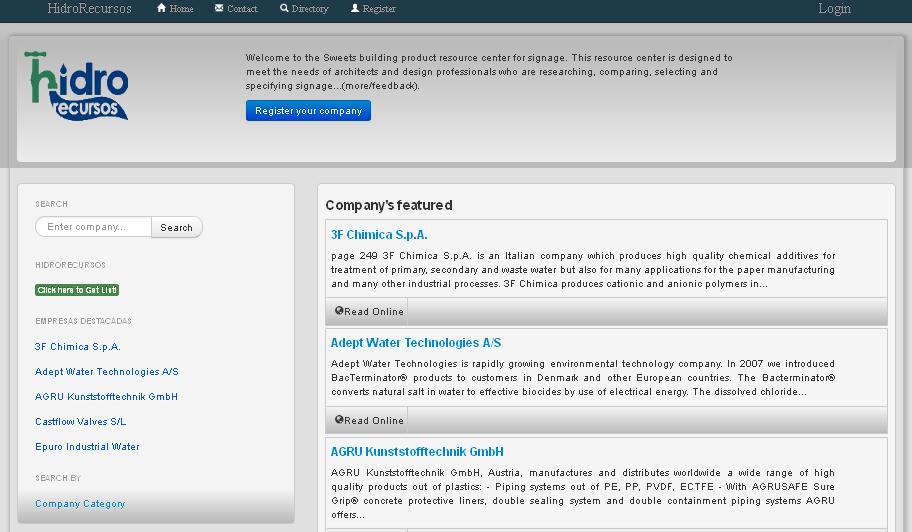 HidroRecursos Home Contact Directory Register Login
hidro
recursos
Welcome to the Sweets building product resource center for signage. This resource center is designed to
meet the needs of architects and design professionals who are researching, comparing, selecting and
specifying signage...(more/feedback).
Register your company
SEARCH
Enter company... Search
HIDRORECURSOS
Click here to Get List!
EMPRESAS DESTACADAS
3F Chimica S.p.A.
Adept Water Technologies A/S
AGRU Kunststofftechnik GmbH
Castflow Valves S/L
Epuro Industrial Water
SEARCH BY
Company Category
Company's featured
3F Chimica S.p.A.
page 249 3F Chimica S.p.A. is an Italian company which produces high quality chemical additives for
treatment of primary, secondary and waste water but also for many applications for the paper manufacturing
and many other industrial processes. 3F Chimica produces cationic and anionic polymers in...
Read Online
Adept Water Technologies A/S
Adept Water Technologies is rapidly growing environmental technology company. In 2007 we introduced
BacTerminator® products to customers in Denmark and other European countries. The Bacterminator®
converts natural salt in water to effective biocides by use of electrical energy. The dissolved chloride...
Read Online
AGRU Kunststofftechnik GmbH
AGRU Kunststofftechnik GmbH, Austria, manufactures and distributes worldwide a wide range of high
quality products out of plastics: - Piping systems out of PE, PP, PVDF, ECTFE - With AGRUSAFE Sure
Grip® concrete protective liners, double sealing system and double containment piping systems AGRU
offers...